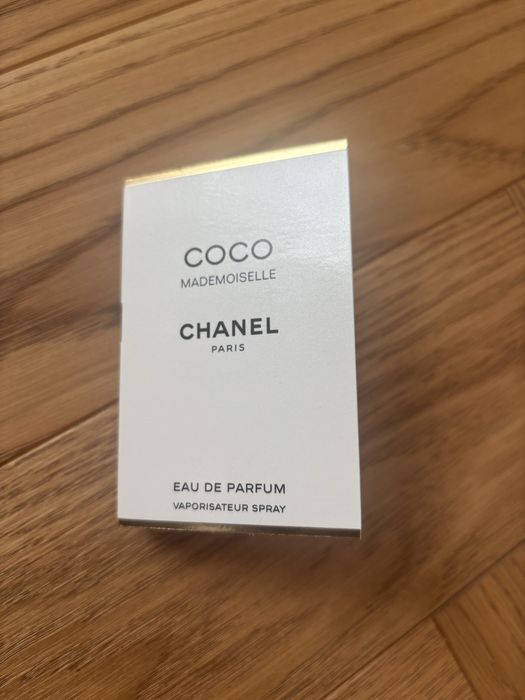 COCO
MADEMOISELLE
CHANEL
PARIS
EAU DE PARFUM
VAPORISATEUR SPRAY